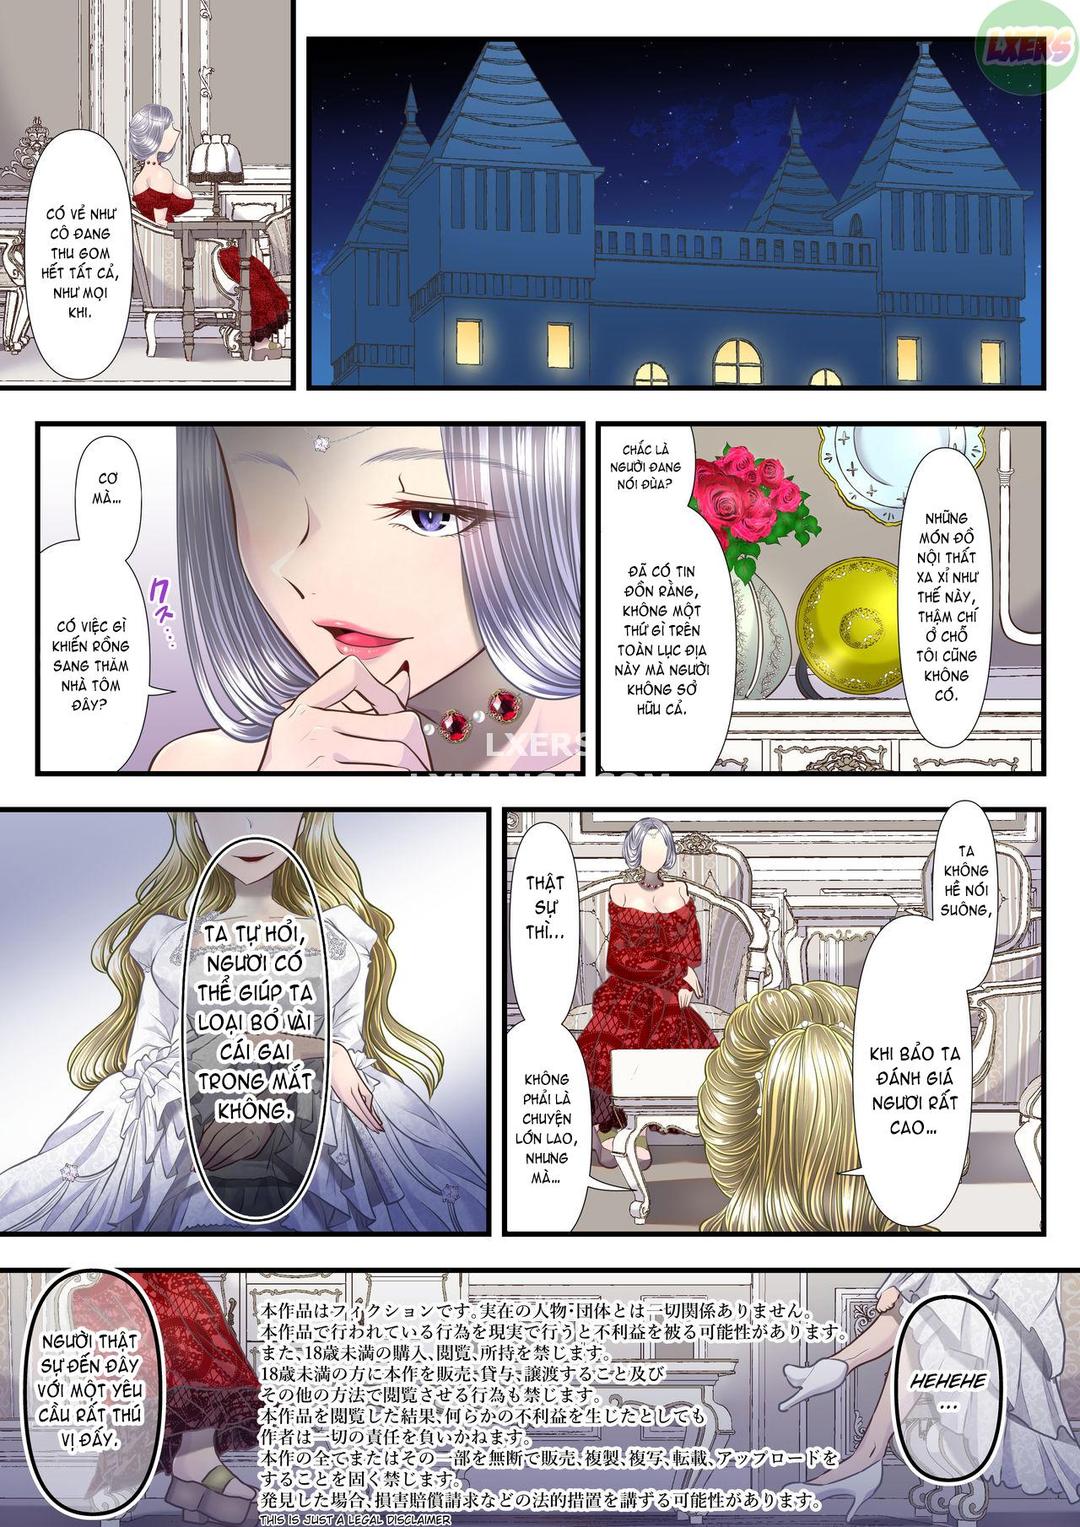 LXERS
CÓ VẺ NHƯ
CÔ ĐANG
THU GOM
HẾT TẤT CẢ,
NHƯ MỌI
KHI.
NHỮNG
MÓN ĐỒ
NỘI THẤT
XA XỈ NHƯ
THẾ NÀY,
THẬM CHÍ
Ở CHỖ
TÔI CŨNG
KHÔNG
CÓ.
CHẮC LÀ
NGƯỜI ĐANG
NÓI ĐÙA?
ĐÃ CÓ TIN
ĐỒN RẰNG,
KHÔNG MỘT
THỨ GÌ TRÊN
TOÀN LỤC ĐỊA
NÀY MÀ NGƯỜI
KHÔNG SỞ
HỮU CẢ.
CƠ
MÀ...
クス...
CÓ VIỆC GÌ
KHIẾN RỒNG
SANG THĂM
NHÀ TÔM
ĐÂY?
LXERS
LXMANGA.COM
TA
KHÔNG
HỀ NÓI
SUÔNG,
KHI BẢO TA
ĐÁNH GIÁ
NGƯƠI RẤT
CAO...
THẬT
SỰ
THÌ...
KHÔNG
PHẢI LÀ
CHUYỆN
LỚN LAO,
NHƯNG
MÀ...
TA TỰ HỎI,
NGƯƠI CÓ
THỂ GIÚP TA
LOẠI BỎ VÀI
CÁI GAI
TRONG MẮT
KHÔNG.
HEHEHE
...
NGƯỜI THẬT
SỰ ĐẾN ĐÂY
VỚI MỘT YÊU
CẦU RẤT THÚ
VỊ ĐẤY.
本作品はフィクションです。実在の人物・団体とは一切関係ありません。
本作品で行われている行為を現実で行うと不利益を被る可能性があります。
また、18歳未満の購入、閲覧、所持を禁じます。
18歳未満の方に本作を販売、貸与、譲渡すること及び
その他の方法で閲覧させる行為も禁じます。
本作品を閲覧した結果、何らかの不利益を生じたとしても
作者は一切の責任を負いかねます。
本作の全てまたはその一部を無断で販売、複製、複写、転載、アップロードを
することを固く禁じます。
発見した場合、損害賠償請求などの法的措置を講ずる可能性があります。
THIS IS JUST A LEGAL DISCLAIMER